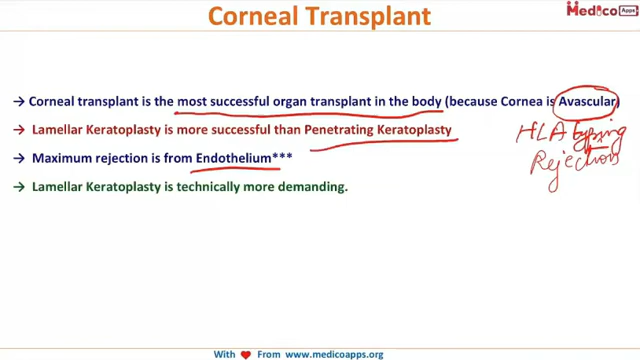 Corneal Transplant
Medico Apps
→ Corneal transplant is the most successful organ transplant in the body (because Cornea is Avascular)
→ Lamellar Keratoplasty is more successful than Penetrating Keratoplasty
HLA typing
→ Maximum rejection is from Endothelium***
Rejection
→ Lamellar Keratoplasty is technically more demanding.
With ❤ From www.medicoapps.org